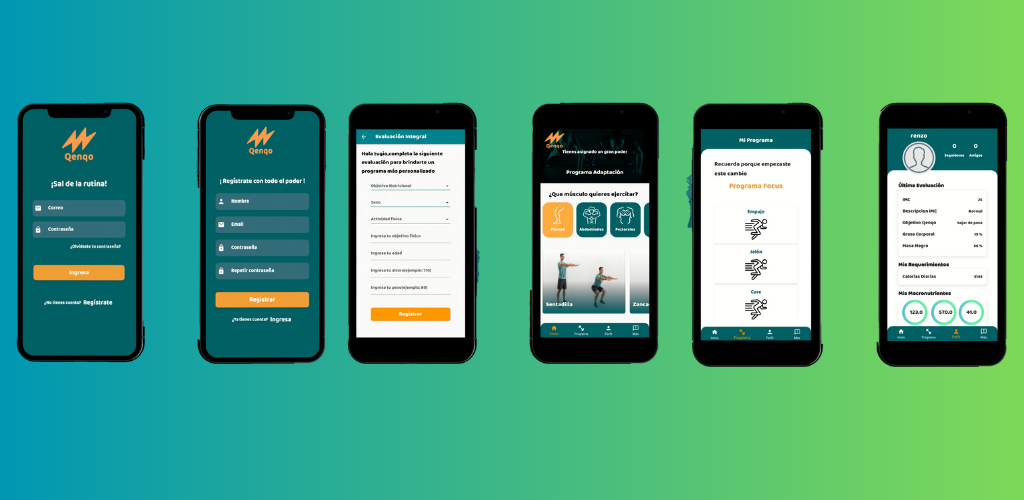 Qenqo
¡Sal de la rutina!
Correo
Contraseña
¿Olvidaste tu contraseña?
Ingresa
¿No tienes cuenta? Regístrate
Qenqo
¡ Regístrate con todo el poder !
Nombre
Email
Contraseña
Repetir contraseña
Registrar
¿Ya tienes cuenta? Ingresa
Evaluación Integral
Hola tugio,completa la siguiente
evaluación para brindarte un
programa más personalizado
Objetivo Nutricional
Sexo
Actividad física
Ingresa tu objetivo físico
Ingresa tu edad
Ingresa tu altura(ejmplo: 170)
Ingresa tu peso(ejmplo: 80)
Registrar
Qenqo
Tienes asignado un gran poder
Programa Adaptación
¿Que músculo quieres ejercitar?
Piernas
Abdominales
Pectorales
Sentadilla
Zanca
Inicio
Programa
Perfil
Más
Mi Programa
Recuerda porque empezaste
este cambio
Programa Focus
Empuje
Jalón
Core
Inicio
Programa
Perfil
Más
renzo
0 0
Seguidores Amigos
Última Evaluación
IMC 25
Descripcion IMC Normal
Objetivo Qenqo bajar de peso
Grasa Corporal 19 %
Masa Magra
Mis Requerimientos
Calorias Diarias 3143
Mis Macronutrientes
123.0 570.0 41.0
Inicio
Programa
Perfil
Más